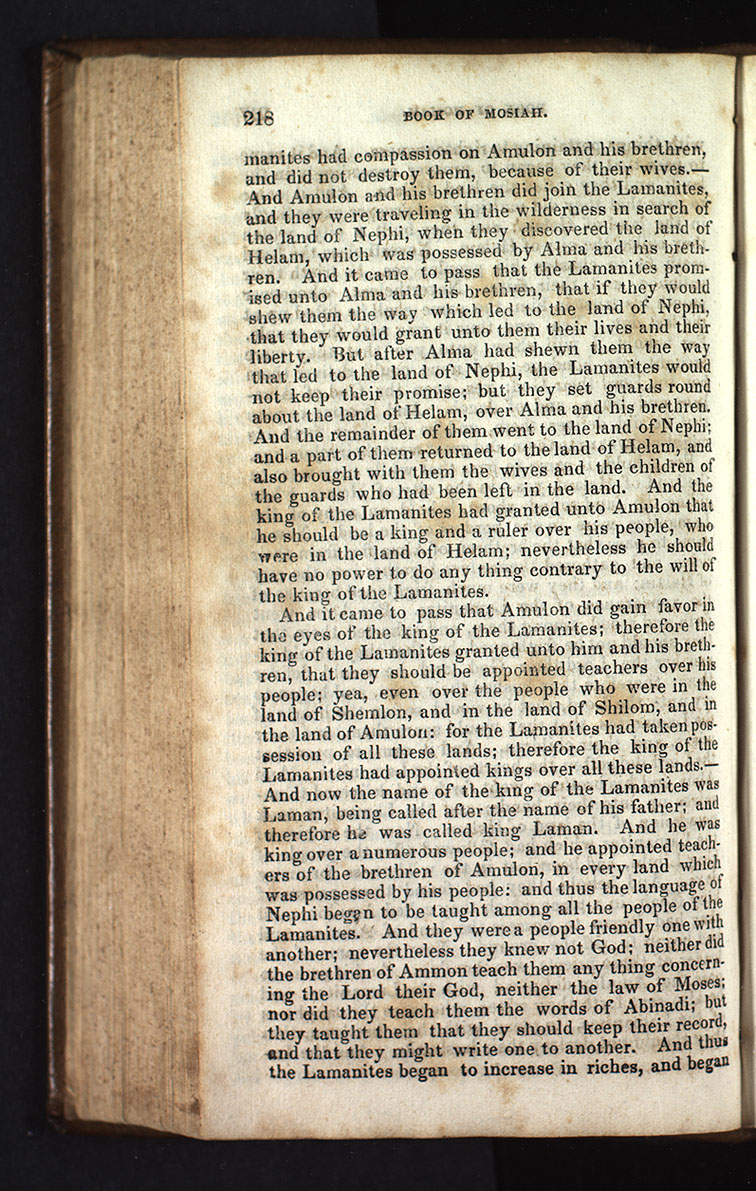 218
BOOK OF MOSIAH.
manites had compassion on Amulon and his brethren,
and did not destroy them, because of their wives.—
And Amulon and his brethren did join the Lamanites,
and they were traveling in the wilderness in search of
the land of Nephi, when they discovered the land of
Helam, which was possessed by Alma and his breth-
ren. And it came to pass that the Lamanites prom-
ised unto Alma and his brethren, that if they would
shew them the way which led to the land of Nephi,
that they would grant unto them their lives and their
liberty. But after Alma had shewn them the way
that led to the land of Nephi, the Lamanites would
not keep their promise; but they set guards round
about the land of Helam, over Alma and his brethren.
And the remainder of them went to the land of Nephi;
and a part of them returned to the land of Helam, and
also brought with them the wives and the children of
the guards who had been left in the land. And the
king of the Lamanites had granted unto Amulon that
he should be a king and a ruler over his people, who
were in the land of Helam; nevertheless he should
have no power to do any thing contrary to the will of
the king of the Lamanites.
And it came to pass that Amulon did gain favor in
the eyes of the king of the Lamanites; therefore the
king of the Lamanites granted unto him and his breth-
ren, that they should be appointed teachers over his
people; yea, even over the people who were in the
land of Shemlon, and in the land of Shilom, and in
the land of Amulon: for the Lamanites had taken pos-
session of all these lands; therefore the king of the
Lamanites had appointed kings over all these lands.—
And now the name of the king of the Lamanites was
Laman, being called after the name of his father; and
therefore he was called king Laman. And he was
king over a numerous people; and he appointed teach-
ers of the brethren of Amulon, in every land which
was possessed by his people: and thus the language of
Nephi began to be taught among all the people of the
Lamanites. And they were a people friendly one with
another; nevertheless they knew not God; neither did
the brethren of Ammon teach them any thing concern-
ing the Lord their God, neither the law of Moses;
nor did they teach them the words of Abinadi; but
they taught them that they should keep their record,
and that they might write one to another. And thus
the Lamanites began to increase in riches, and began